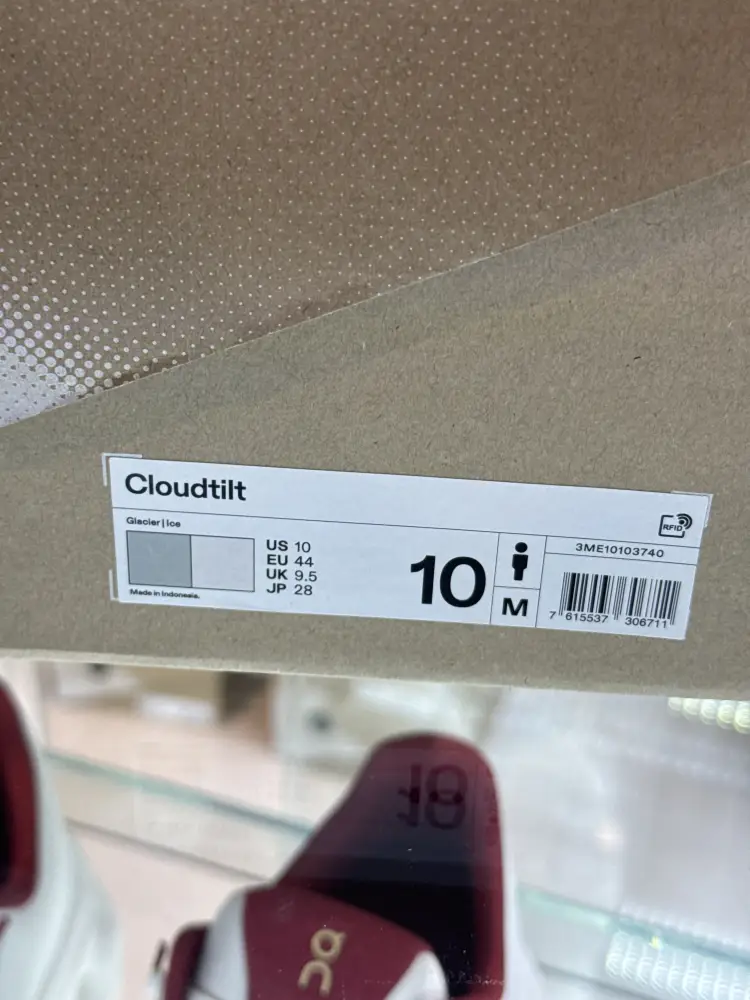 Cloudtilt
RFID
Glacier | Ice
US 10
EU 44
UK 9.5
JP 28
Made in Indonesia.
10
M
3ME10103740
7 615537 306711
10